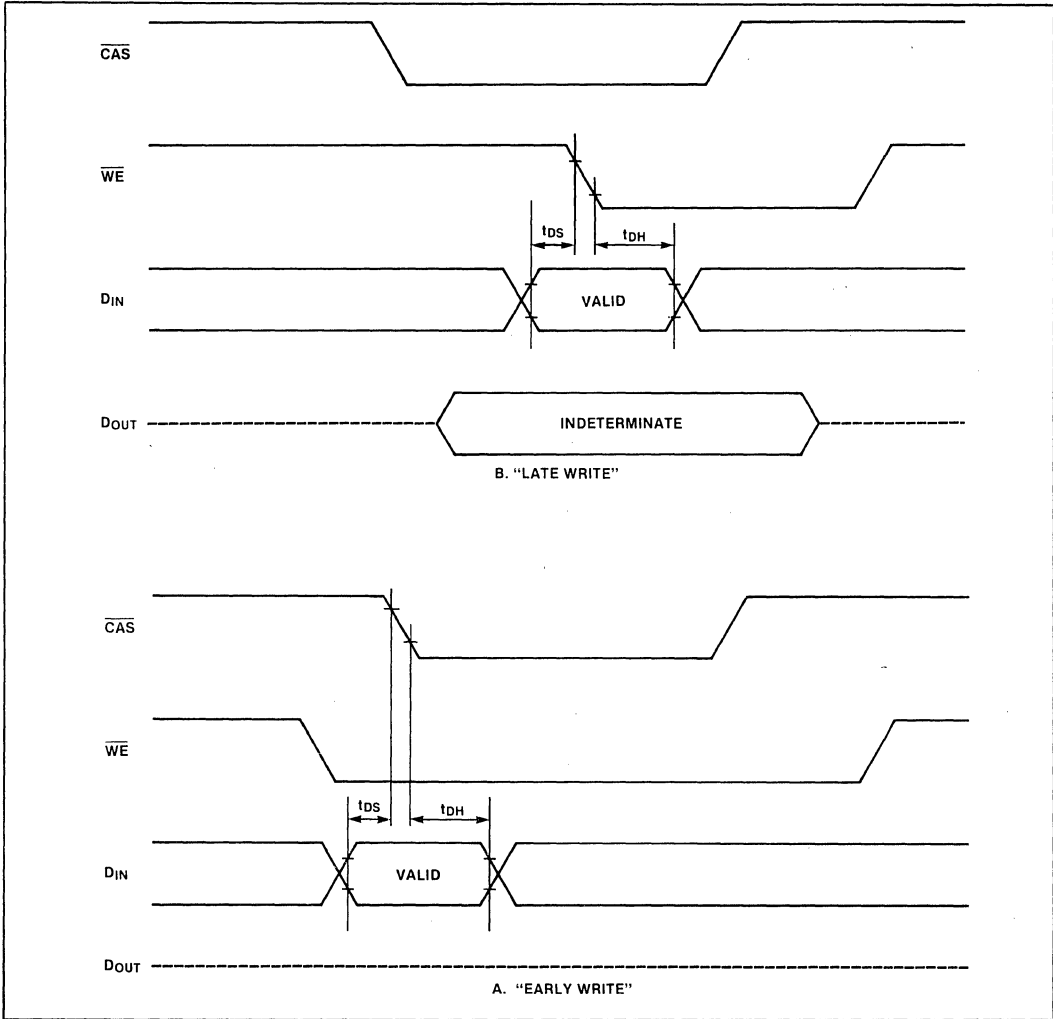 CAS
WE
tDS
tDH
DIN
VALID
DOUT
INDETERMINATE
B. "LATE WRITE"
CAS
WE
tDS
tDH
DIN
VALID
DOUT
A. "EARLY WRITE"